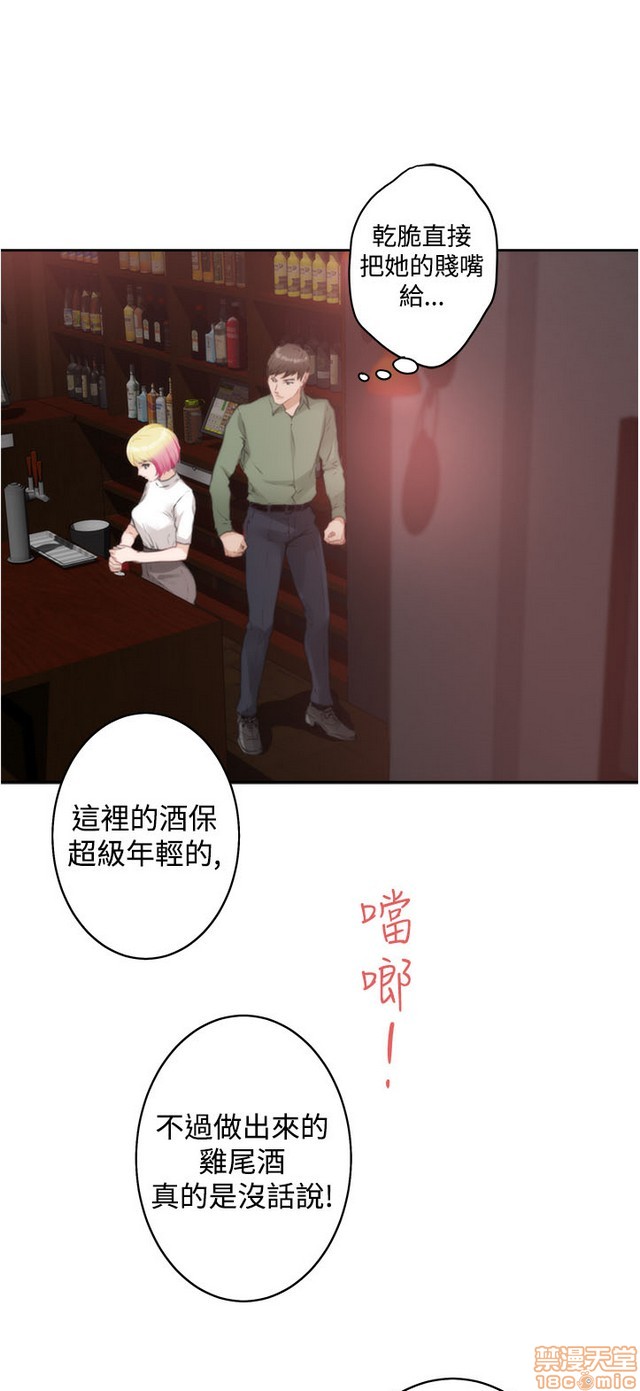 乾脆直接
把她的賤嘴
給...
這裡的酒保
超級年輕的,
噹
啷
!
不過做出來的
雞尾酒
真的是沒話說!
禁漫天堂
18comic